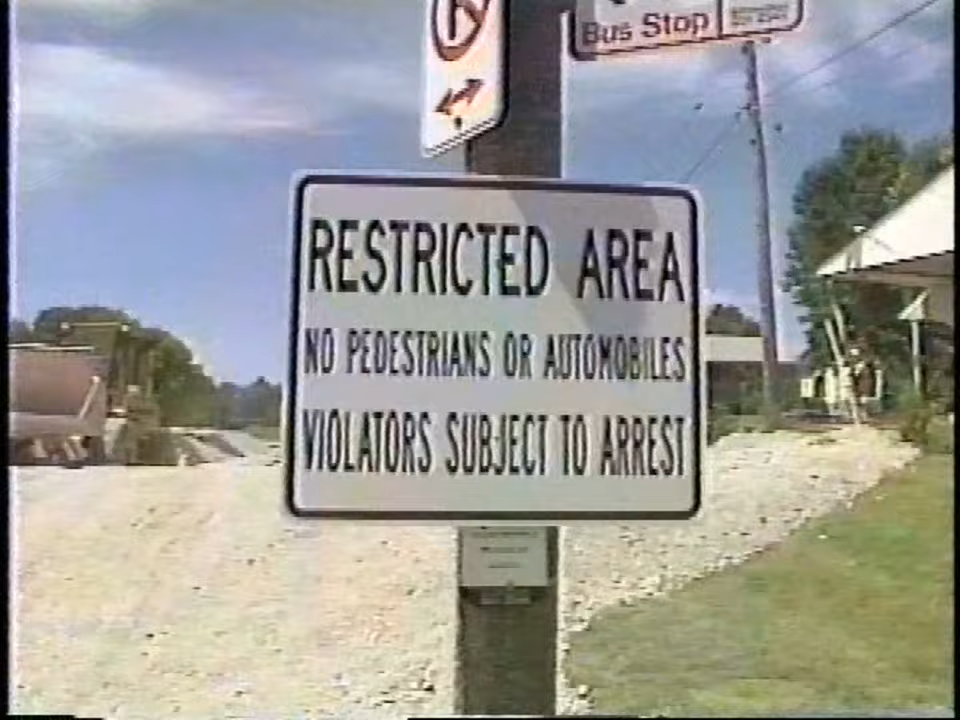 Bus Stop
RESTRICTED AREA
NO PEDESTRIANS OR AUTOMOBILES
VIOLATORS SUBJECT TO ARREST